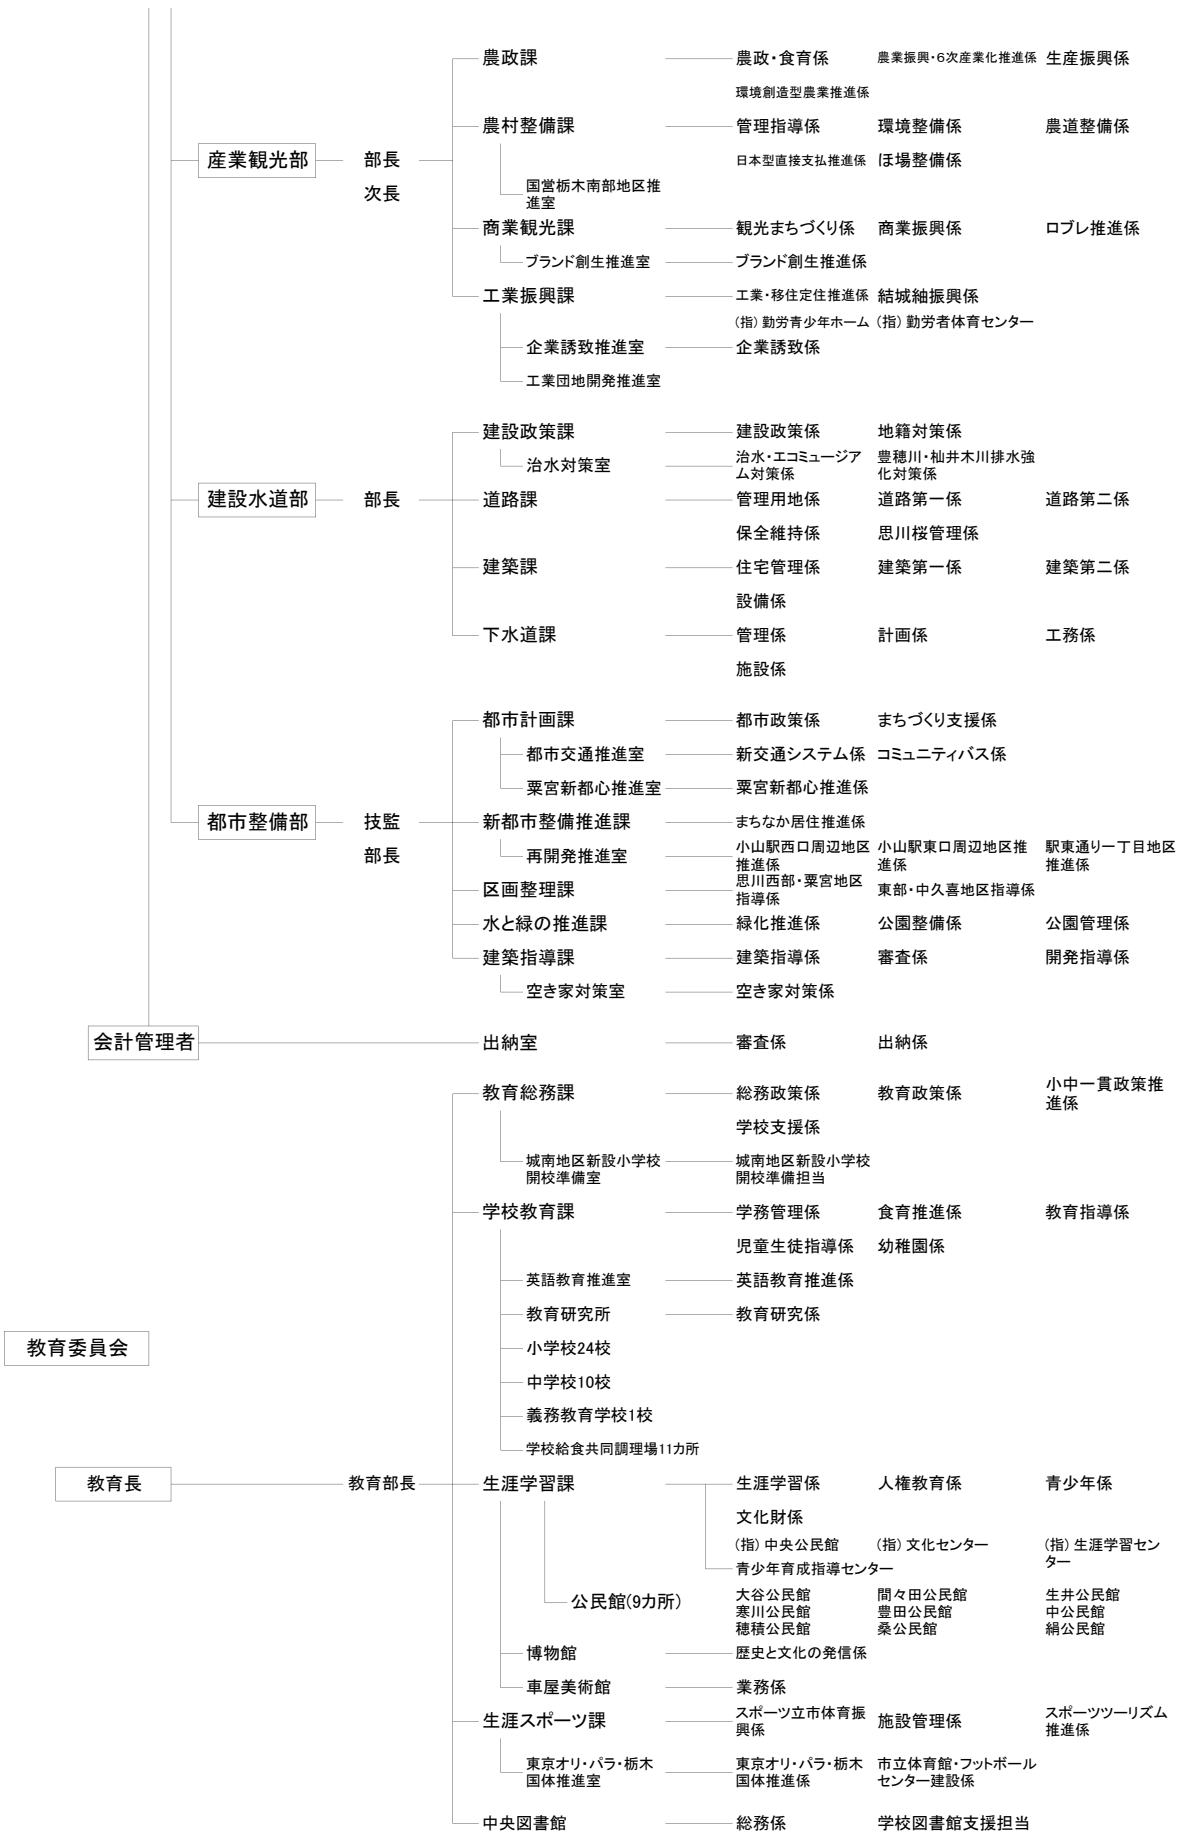 農政課 農政・食育係 農業振興・6次産業化推進係 生産振興係
環境創造型農業推進係
農村整備課 管理指導係 環境整備係 農道整備係
産業観光部 部長 日本型直接支払推進係 ほ場整備係
次長 国営栃木南部地区推
進室
商業観光課 観光まちづくり係 商業振興係 ロブレ推進係
ブランド創生推進室 ブランド創生推進係
工業振興課 工業・移住定住推進係 結城紬振興係
(指)勤労青少年ホーム (指)勤労者体育センター
企業誘致推進室 企業誘致係
工業団地開発推進室
建設政策課 建設政策係 地籍対策係
治水対策室 治水・エコミュージア
ム対策係 豊穂川・杣井木川排水強
化対策係
建設水道部 部長 道路課 管理用地係 道路第一係 道路第二係
保全維持係 思川桜管理係
建築課 住宅管理係 建築第一係 建築第二係
設備係
下水道課 管理係 計画係 工務係
施設係
都市計画課 都市政策係 まちづくり支援係
都市交通推進室 新交通システム係 コミュニティバス係
粟宮新都心推進室 粟宮新都心推進係
都市整備部 技監 新都市整備推進課 まちなか居住推進係
部長 再開発推進室 小山駅西口周辺地区
推進係 小山駅東口周辺地区推
進係 駅東通り一丁目地区
推進係
区画整理課 思川西部・粟宮地区
指導係 東部・中久喜地区指導係
水と緑の推進課 緑化推進係 公園整備係 公園管理係
建築指導課 建築指導係 審査係 開発指導係
空き家対策室 空き家対策係
会計管理者 出納室 審査係 出納係
教育総務課 総務政策係 教育政策係 小中一貫政策推
進係
学校支援係
城南地区新設小学校
開校準備室 城南地区新設小学校
開校準備担当
学校教育課 学務管理係 食育推進係 教育指導係
児童生徒指導係 幼稚園係
英語教育推進室 英語教育推進係
教育研究所 教育研究係
教育委員会 小学校24校
中学校10校
義務教育学校1校
学校給食共同調理場11カ所
教育長 教育部長 生涯学習課 生涯学習係 人権教育係 青少年係
文化財係
(指)中央公民館 (指)文化センター (指)生涯学習セン
ター
青少年育成指導センター
公民館(9カ所) 大谷公民館 間々田公民館 生井公民館
寒川公民館 豊田公民館 中公民館
穂積公民館 桑公民館 絹公民館
博物館 歴史と文化の発信係
車屋美術館 業務係
生涯スポーツ課 スポーツ立市体育振
興係 施設管理係 スポーツツーリズム
推進係
東京オリ・パラ・栃木
国体推進室 東京オリ・パラ・栃木
国体推進係 市立体育館・フットボール
センター建設係
中央図書館 総務係 学校図書館支援担当